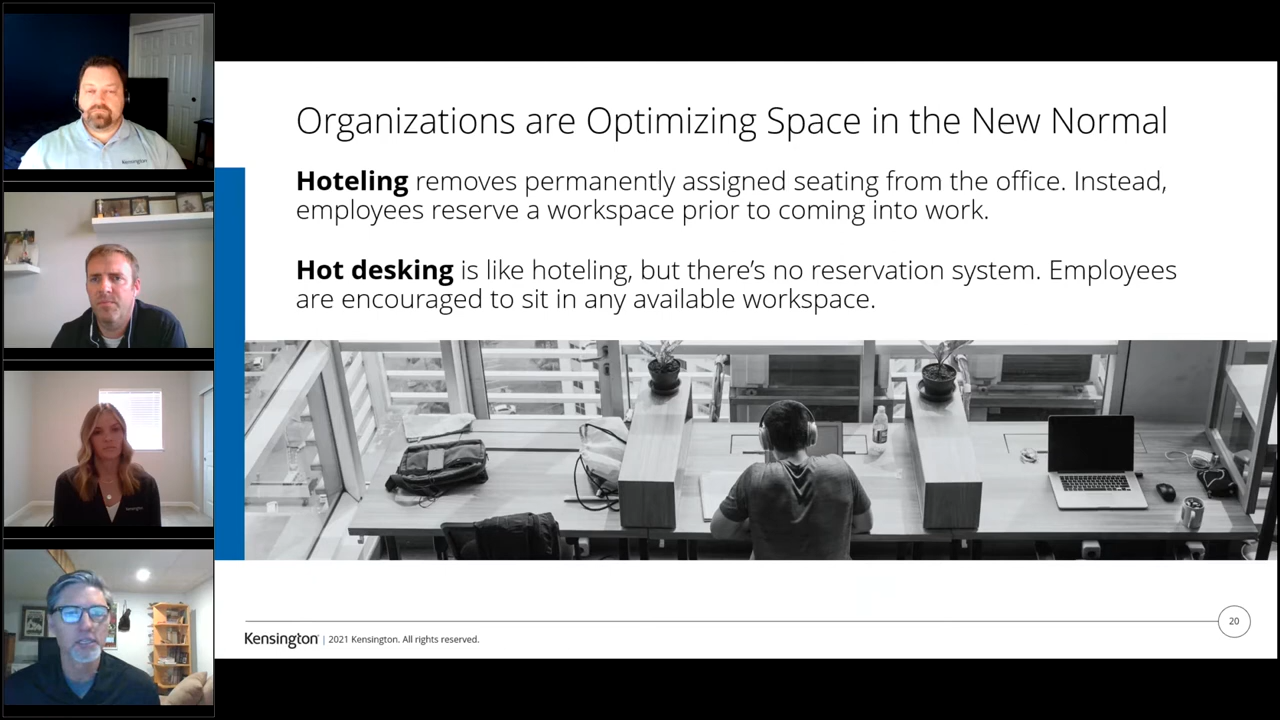 Organizations are Optimizing Space in the New Normal
Hoteling removes permanently assigned seating from the office. Instead,
employees reserve a workspace prior to coming into work.
Hot desking is like hoteling, but there’s no reservation system. Employees
are encouraged to sit in any available workspace.
Kensington | 2021 Kensington. All rights reserved.
20
Kensington